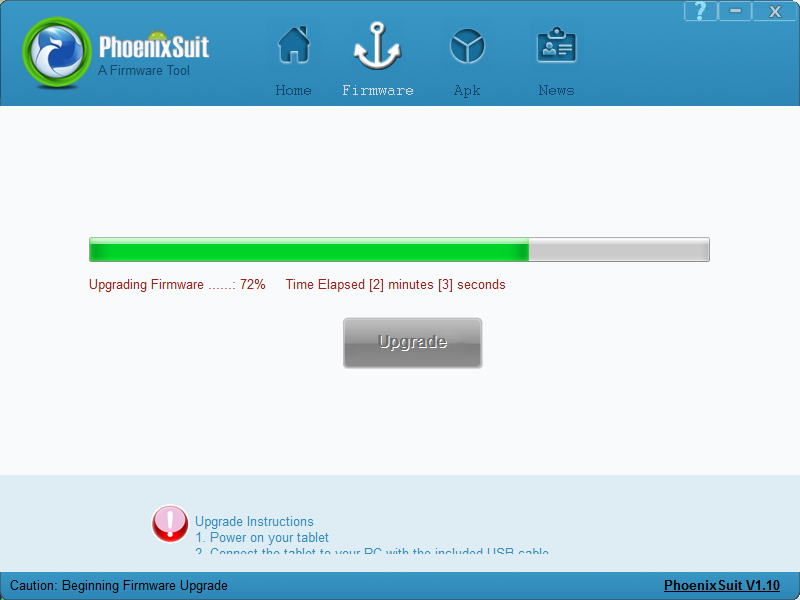 ?
PhoenixSuit
A Firmware Tool
Home
Firmware
Apk
News
Upgrading Firmware ......: 72%
Time Elapsed [2] minutes [3] seconds
Upgrade
Upgrade Instructions
1. Power on your tablet
2. Connect the tablet to your PC with the included USB cable
Caution: Beginning Firmware Upgrade
PhoenixSuit V1.10